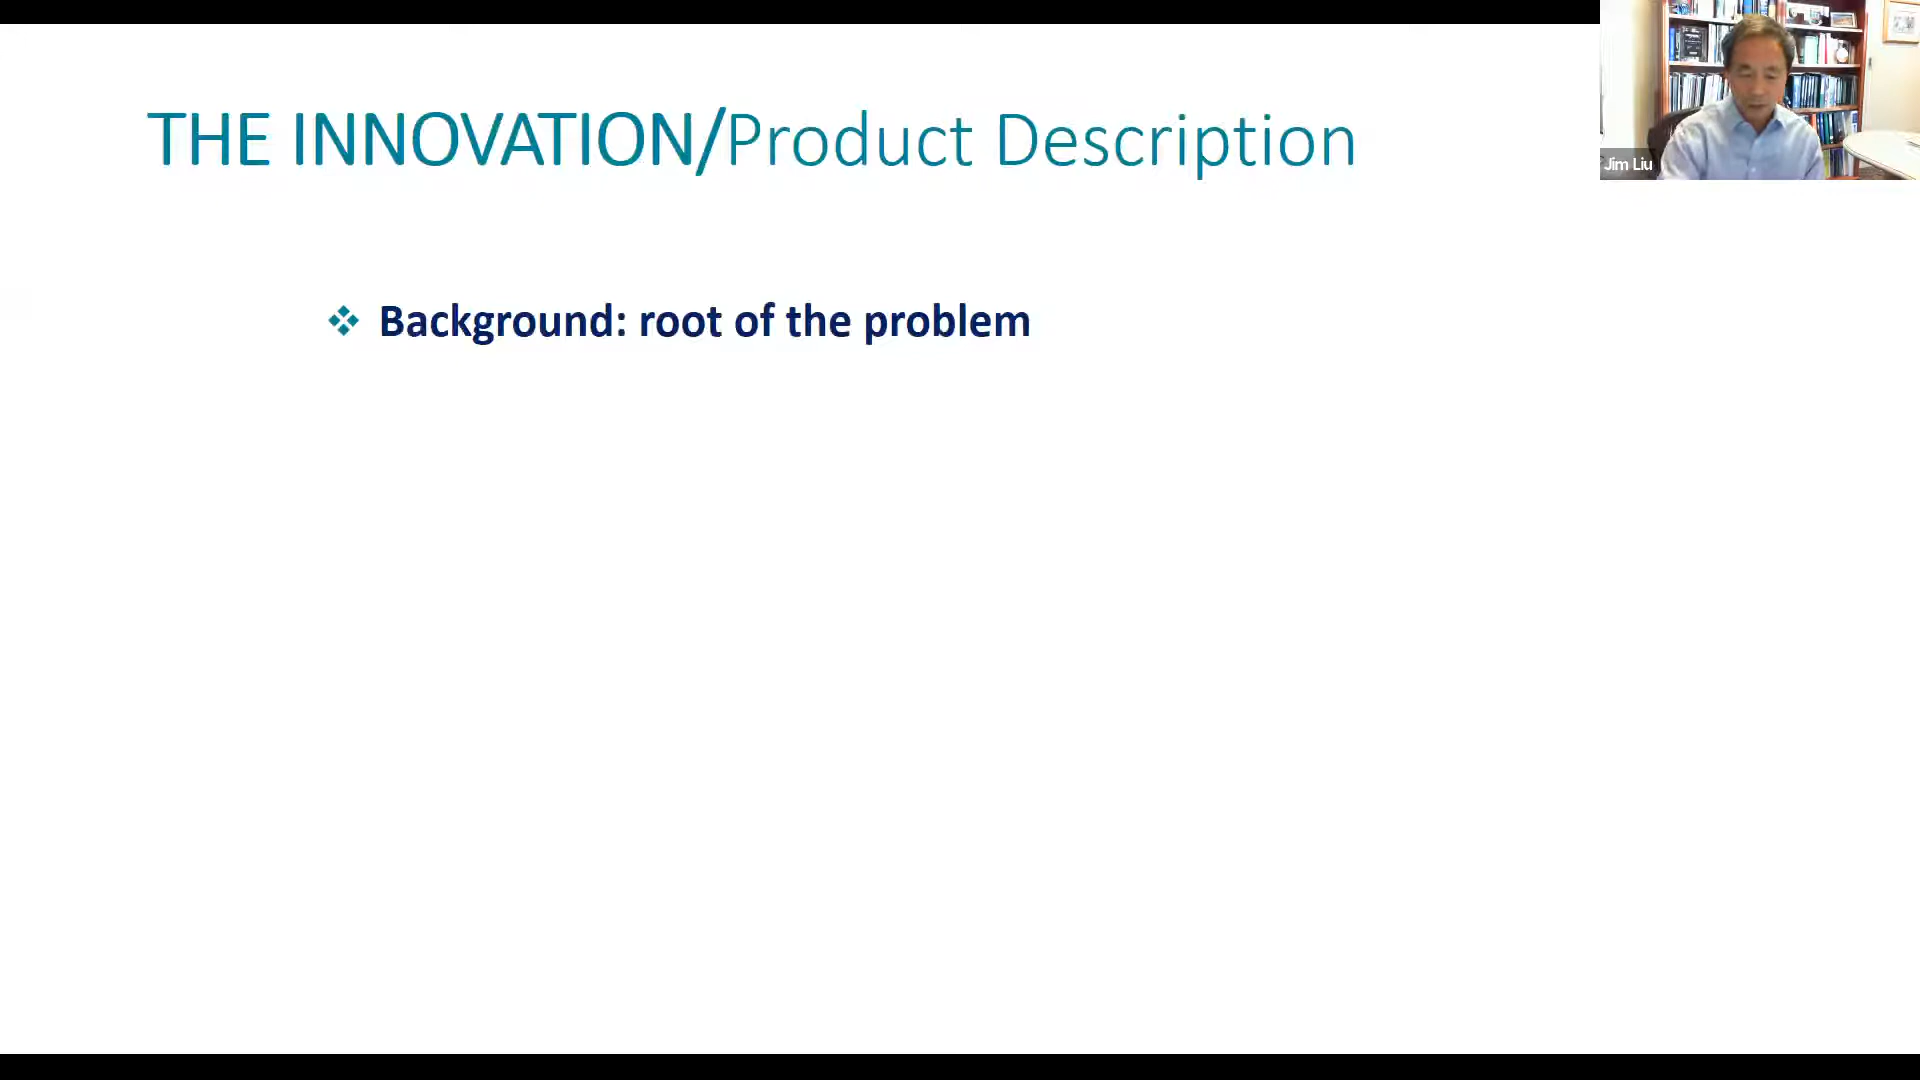 THE INNOVATION/Product Description
Jim Liu
❖ Background: root of the problem